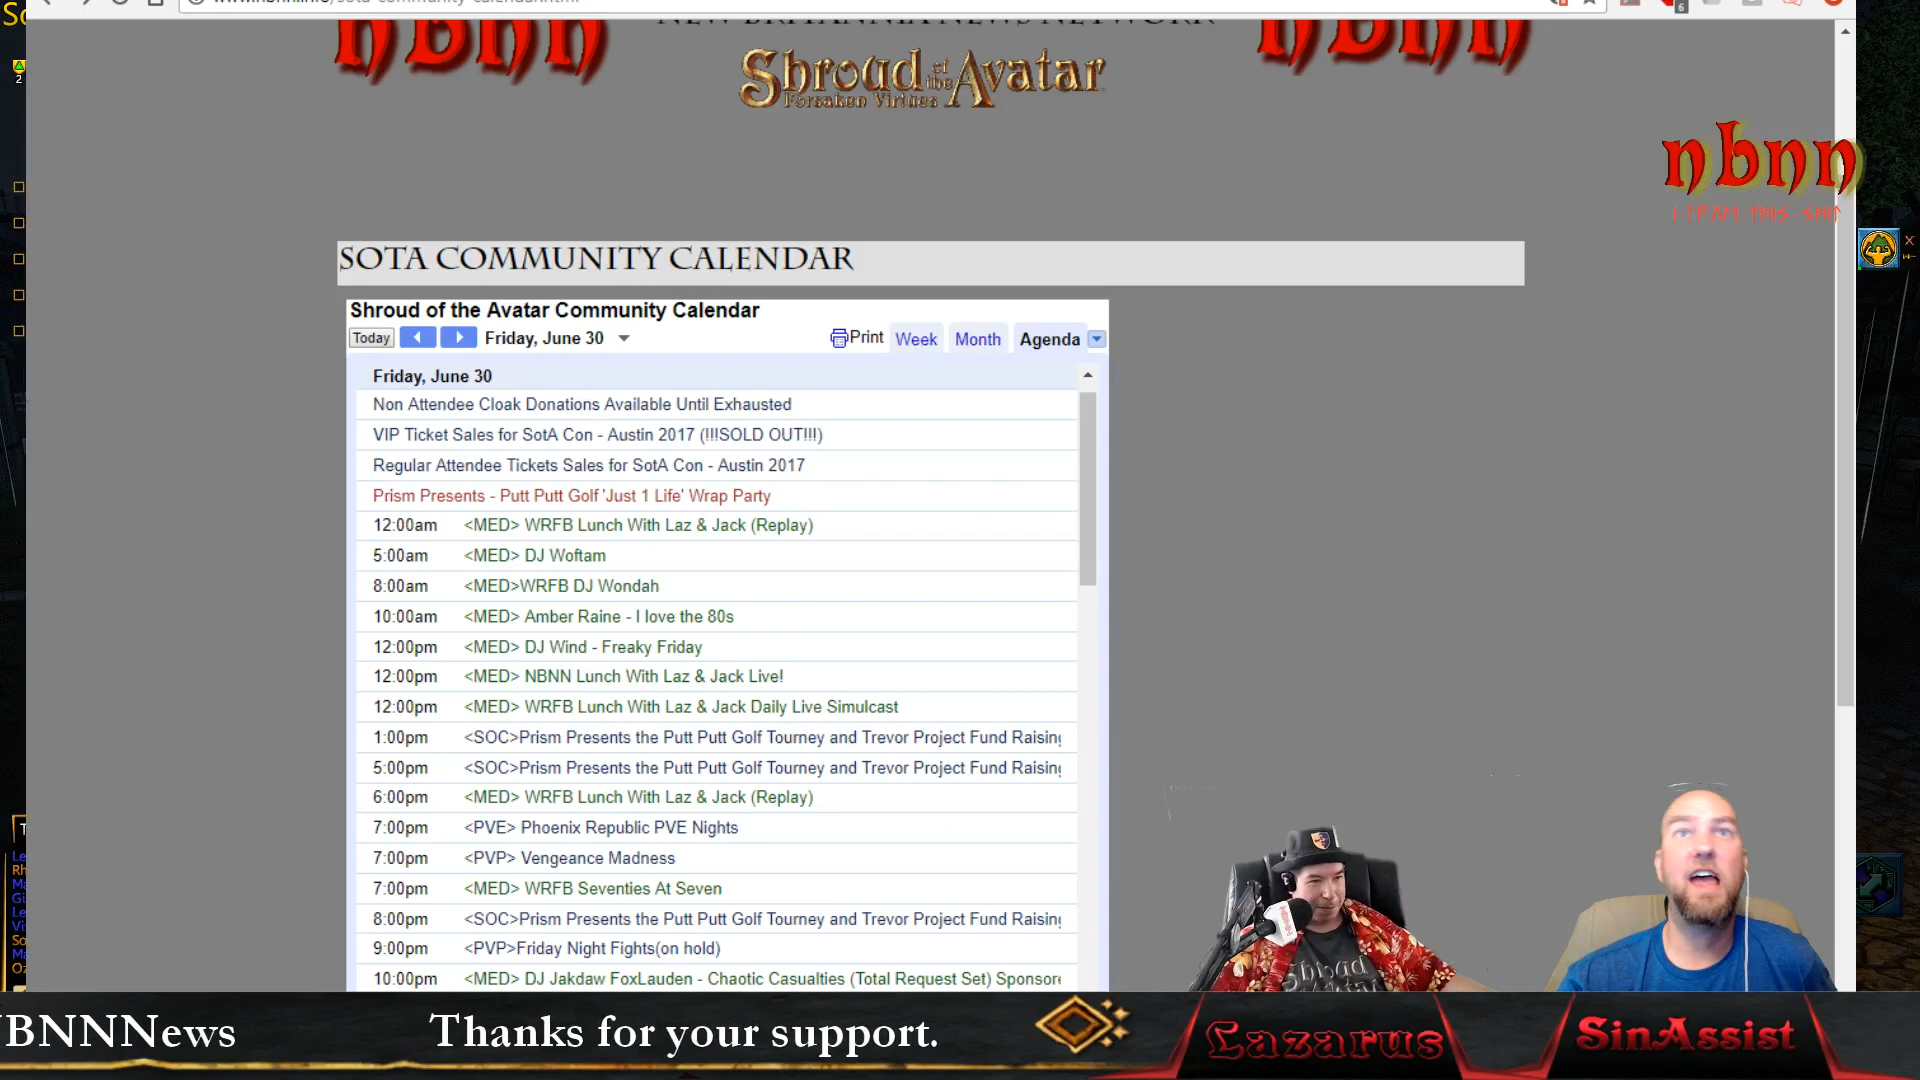 NEW BRITANNIA NEWS NETWORK
nbnn
nbnn
Shroud of the Avatar
Forsaken Virtues
nbnn
2
6
SOTA COMMUNITY CALENDAR
Shroud of the Avatar Community Calendar
Today Friday, June 30 Print Week Month Agenda
Friday, June 30
Non Attendee Cloak Donations Available Until Exhausted
VIP Ticket Sales for SotA Con - Austin 2017 (!!!SOLD OUT!!!)
Regular Attendee Tickets Sales for SotA Con - Austin 2017
Prism Presents - Putt Putt Golf 'Just 1 Life' Wrap Party
12:00am <MED> WRFB Lunch With Laz & Jack (Replay)
5:00am <MED> DJ Woftam
8:00am <MED>WRFB DJ Wondah
10:00am <MED> Amber Raine - I love the 80s
12:00pm <MED> DJ Wind - Freaky Friday
12:00pm <MED> NBNN Lunch With Laz & Jack Live!
12:00pm <MED> WRFB Lunch With Laz & Jack Daily Live Simulcast
1:00pm <SOC>Prism Presents the Putt Putt Golf Tourney and Trevor Project Fund Raising
5:00pm <SOC>Prism Presents the Putt Putt Golf Tourney and Trevor Project Fund Raising
6:00pm <MED> WRFB Lunch With Laz & Jack (Replay)
7:00pm <PVE> Phoenix Republic PVE Nights
7:00pm <PVP> Vengeance Madness
7:00pm <MED> WRFB Seventies At Seven
8:00pm <SOC>Prism Presents the Putt Putt Golf Tourney and Trevor Project Fund Raising
9:00pm <PVP>Friday Night Fights(on hold)
10:00pm <MED> DJ Jakdaw FoxLauden - Chaotic Casualties (Total Request Set) Sponsore
Shroud
BNNNews Thanks for your support. Lazarus SinAssist